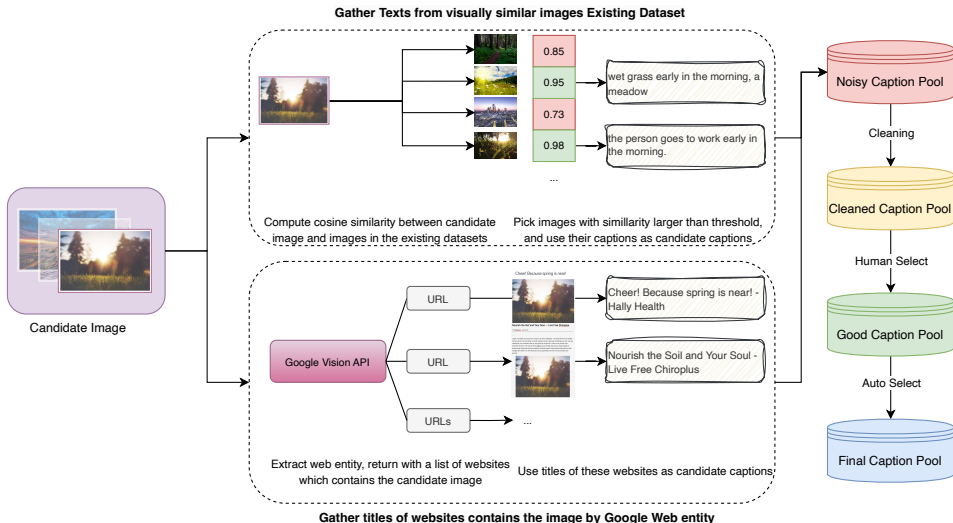 Gather Texts from visually similar images Existing Dataset
0.85
0.95
0.73
0.98
...
wet grass early in the morning, a
meadow
the person goes to work early in
the morning.
Compute cosine similarity between candidate
image and images in the existing datasets
Pick images with simillarity larger than threshold,
and use their captions as candidate captions
Candidate Image
Google Vision API
URL
URL
URLs
Cheer! Because spring is near!
...
Cheer! Because spring is near! -
Hally Health
Nourish the Soil and Your Soul -
Live Free Chiroplus
Extract web entity, return with a list of websites
which contains the candidate image
Use titles of these websites as candidate captions
Gather titles of websites contains the image by Google Web entity
Noisy Caption Pool
Cleaning
Cleaned Caption Pool
Human Select
Good Caption Pool
Auto Select
Final Caption Pool